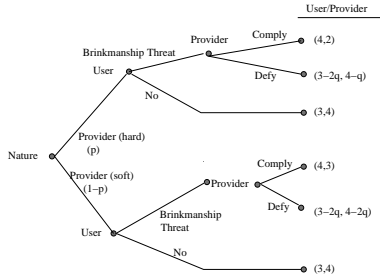 User/Provider
Comply
(4,2)
Provider
Brinkmanship Threat
User
Defy
(3−2q, 4−q)
No
(3,4)
Provider (hard)
(p)
Nature
Provider (soft)
(1−p)
Comply
(4,3)
Provider
Defy
(3−2q, 4−2q)
User
Brinkmanship
Threat
No
(3,4)